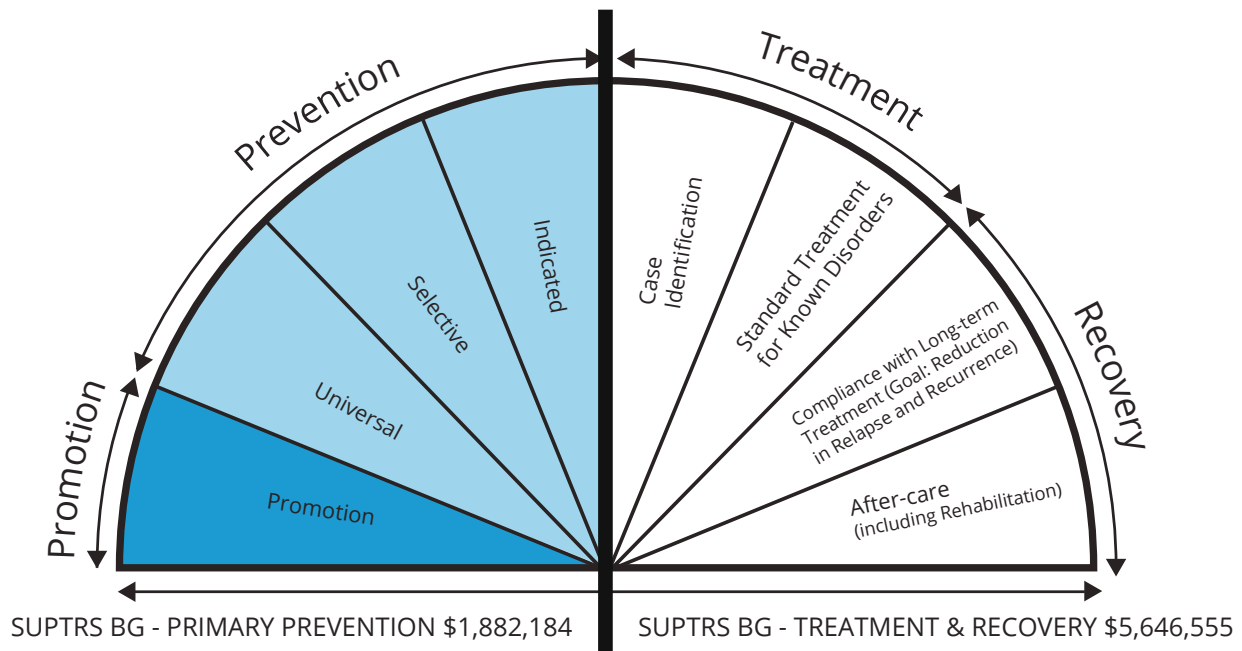 Prevention
Treatment
Promotion
Recovery
Promotion
Universal
Selective
Indicated
Case
Identification
Standard Treatment
for Known Disorders
Compliance with Long-term
Treatment (Goal: Reduction
in Relapse and Recurrence)
After-care
(including Rehabilitation)
SUPTRS BG - PRIMARY PREVENTION $1,882,184
SUPTRS BG - TREATMENT & RECOVERY $5,646,555